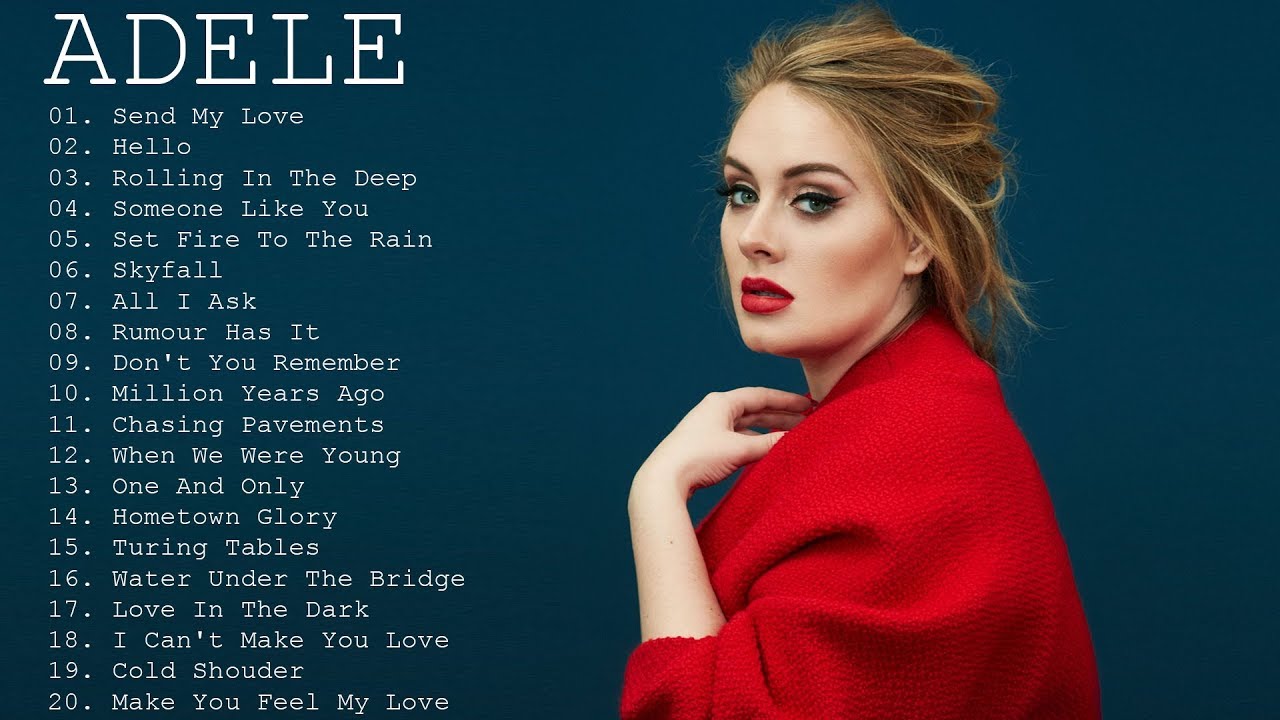 ADELE
01. Send My Love
02. Hello
03. Rolling In The Deep
04. Someone Like You
05. Set Fire To The Rain
06. Skyfall
07. All I Ask
08. Rumour Has It
09. Don't You Remember
10. Million Years Ago
11. Chasing Pavements
12. When We Were Young
13. One And Only
14. Hometown Glory
15. Turing Tables
16. Water Under The Bridge
17. Love In The Dark
18. I Can't Make You Love
19. Cold Shouder
20. Make You Feel My Love